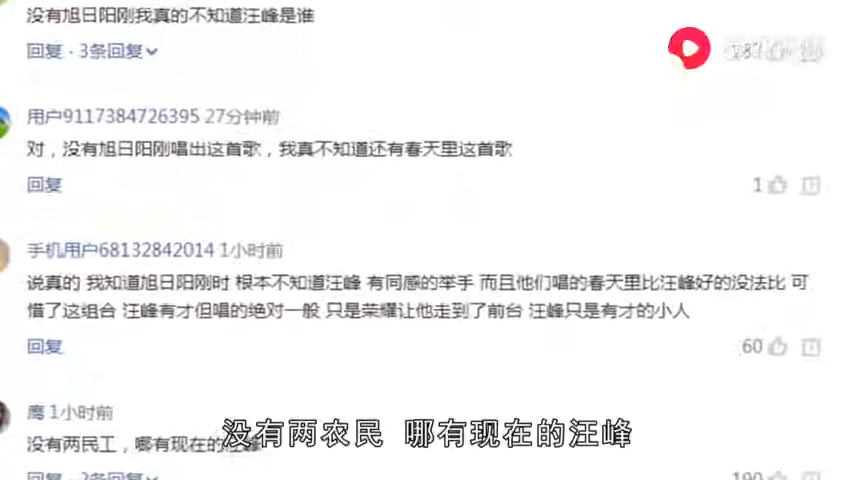 没有旭日阳刚我真的不知道汪峰是谁
回复 · 3条回复
用户9117384726395 27分钟前
对，没有旭日阳刚唱出这首歌，我真不知道还有春天里这首歌
回复 1
手机用户68132842014 1小时前
说真的 我知道旭日阳刚时 根本不知道汪峰 有同感的举手 而且他们唱的春天里比汪峰好的没法比 可
惜了这组合 汪峰有才但唱的绝对一般 只是荣耀让他走到了前台 汪峰只是有才的小人
回复 60
鹰 1小时前
没有两民工，哪有现在的汪峰
没有两农民 哪有现在的汪峰
回复 · 2条回复 190